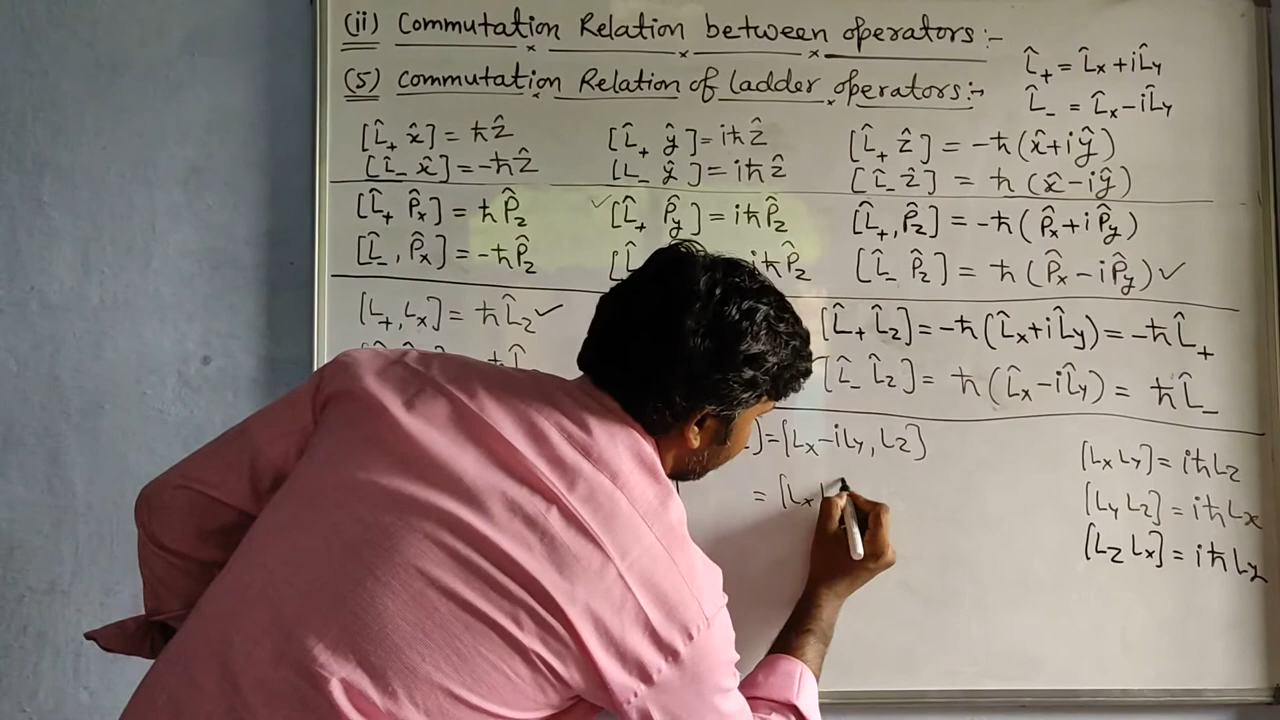 (ii) Commutation Relation between operators:-
(5) Commutation Relation of ladder operators:-
L̂₊ = L̂x + iL̂y
L̂₋ = L̂x - iL̂y
[L̂₊ x̂] = ħẑ [L̂₊ ŷ] = iħẑ [L̂₊ ẑ] = -ħ(x̂+iŷ)
[L̂₋ x̂] = -ħẑ [L₋ ŷ] = iħẑ [L̂₋ ẑ] = ħ(x̂-iŷ)
[L̂₊ P̂x] = ħP̂z ✓[L̂₊ P̂y] = iħP̂z [L̂₊, P̂z] = -ħ(P̂x+iP̂y)
[L̂₋, P̂x] = -ħP̂z [L̂ iħP̂z [L̂₋ P̂z] = ħ(P̂x-iP̂y)✓
[L₊, Lx] = ħL̂z✓ [L̂₊ L̂z] = -ħ(L̂x+iL̂y) = -ħL̂₊
[L̂₋ L̂z] = ħ(L̂x-iL̂y) = ħL̂₋
] = [Lx-iLy, Lz]
= [Lx L
[Lx Ly] = iħLz
[Ly Lz] = iħLx
[Lz Lx] = iħLy